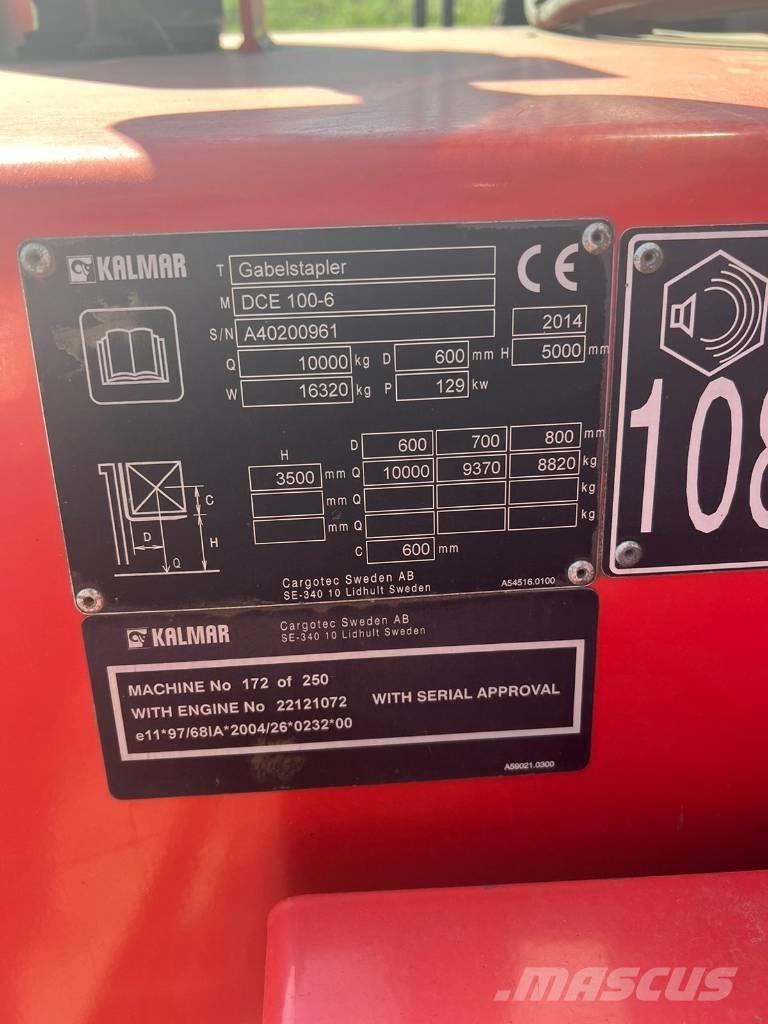 KALMAR
T Gabelstapler
CE
M DCE 100-6
S/N A40200961 2014
Q 10000 kg D 600 mm H 5000 mm
W 16320 kg P 129 kw
108
H D 600 700 800 mm
3500 mm Q 10000 9370 8820 kg
mm Q kg
mm Q kg
C 600 mm
C
D H
Q
Cargotec Sweden AB
SE-340 10 Lidhult Sweden
A54516.0100
KALMAR
Cargotec Sweden AB
SE-340 10 Lidhult Sweden
MACHINE No 172 of 250
WITH ENGINE No 22121072 WITH SERIAL APPROVAL
e11*97/68IA*2004/26*0232*00
A59021.0300
MASCUS